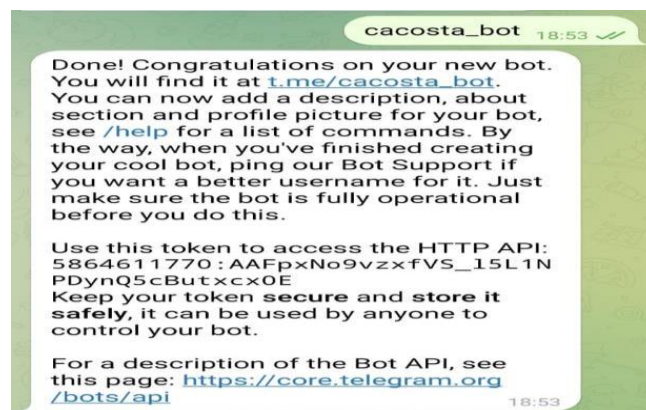 cacosta_bot 18:53
Done! Congratulations on your new bot.
You will find it at t.me/cacosta_bot.
You can now add a description, about
section and profile picture for your bot,
see /help for a list of commands. By
the way, when you've finished creating
your cool bot, ping our Bot Support if
you want a better username for it. Just
make sure the bot is fully operational
before you do this.
Use this token to access the HTTP API:
5864611770:AAFpxNo9vzxfVS_l5L1N
PDynQ5cButxcx0E
Keep your token secure and store it
safely, it can be used by anyone to
control your bot.
For a description of the Bot API, see
this page: https://core.telegram.org
/bots/api 18:53